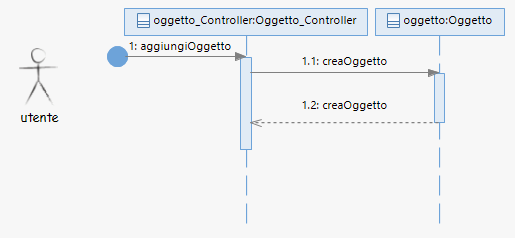 oggetto_Controller:Oggetto_Controller
oggetto:Oggetto
1: aggiungiOggetto
1.1: creaOggetto
1.2: creaOggetto
utente